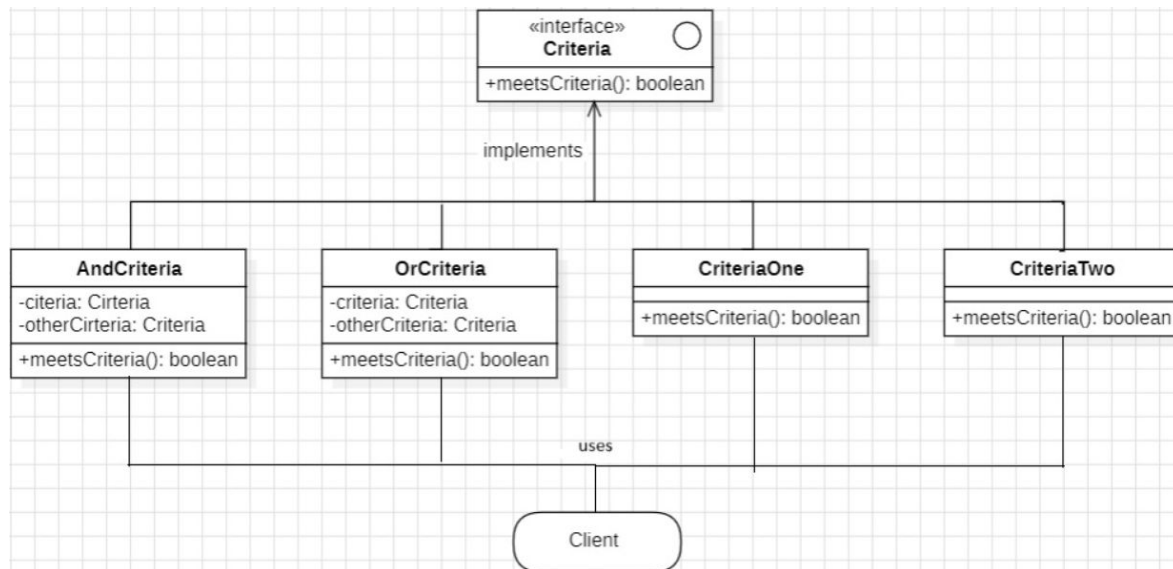 «interface»
Criteria
+meetsCriteria(): boolean
implements
AndCriteria
-citeria: Cirteria
-otherCirteria: Criteria
+meetsCriteria(): boolean
OrCriteria
-criteria: Criteria
-otherCriteria: Criteria
+meetsCriteria(): boolean
CriteriaOne
+meetsCriteria(): boolean
CriteriaTwo
+meetsCriteria(): boolean
uses
Client